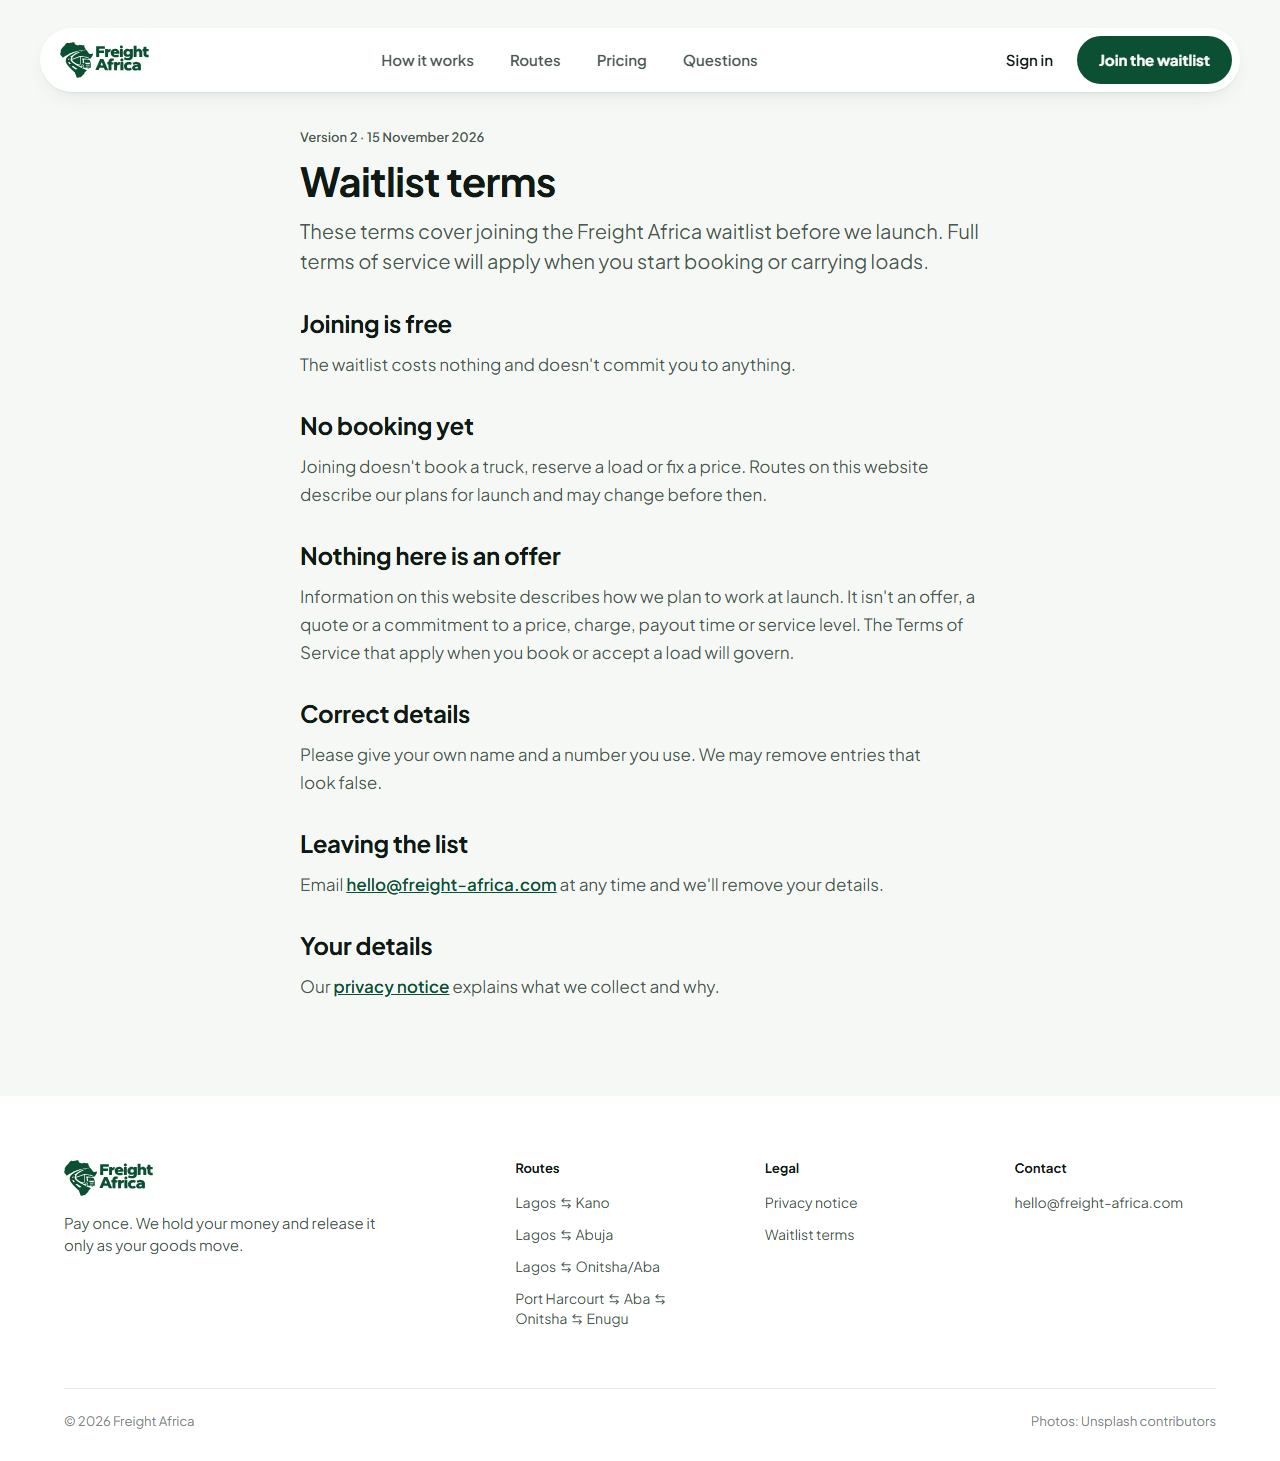 Freight
Africa
How it works
Routes
Pricing
Questions
Sign in
Join the waitlist
Version 2 · 15 November 2026
Waitlist terms
These terms cover joining the Freight Africa waitlist before we launch. Full
terms of service will apply when you start booking or carrying loads.
Joining is free
The waitlist costs nothing and doesn't commit you to anything.
No booking yet
Joining doesn't book a truck, reserve a load or fix a price. Routes on this website
describe our plans for launch and may change before then.
Nothing here is an offer
Information on this website describes how we plan to work at launch. It isn't an offer, a
quote or a commitment to a price, charge, payout time or service level. The Terms of
Service that apply when you book or accept a load will govern.
Correct details
Please give your own name and a number you use. We may remove entries that
look false.
Leaving the list
Email hello@freight-africa.com at any time and we'll remove your details.
Your details
Our privacy notice explains what we collect and why.
Freight
Africa
Pay once. We hold your money and release it
only as your goods move.
Routes
Lagos ⇆ Kano
Lagos ⇆ Abuja
Lagos ⇆ Onitsha/Aba
Port Harcourt ⇆ Aba ⇆
Onitsha ⇆ Enugu
Legal
Privacy notice
Waitlist terms
Contact
hello@freight-africa.com
© 2026 Freight Africa
Photos: Unsplash contributors